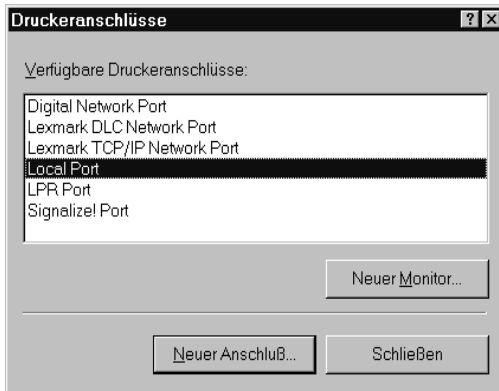 Druckeranschlüsse
Verfügbare Druckeranschlüsse:
Digital Network Port
Lexmark DLC Network Port
Lexmark TCP/IP Network Port
Local Port
LPR Port
Signalize! Port
Neuer Monitor...
Neuer Anschluß...
Schließen